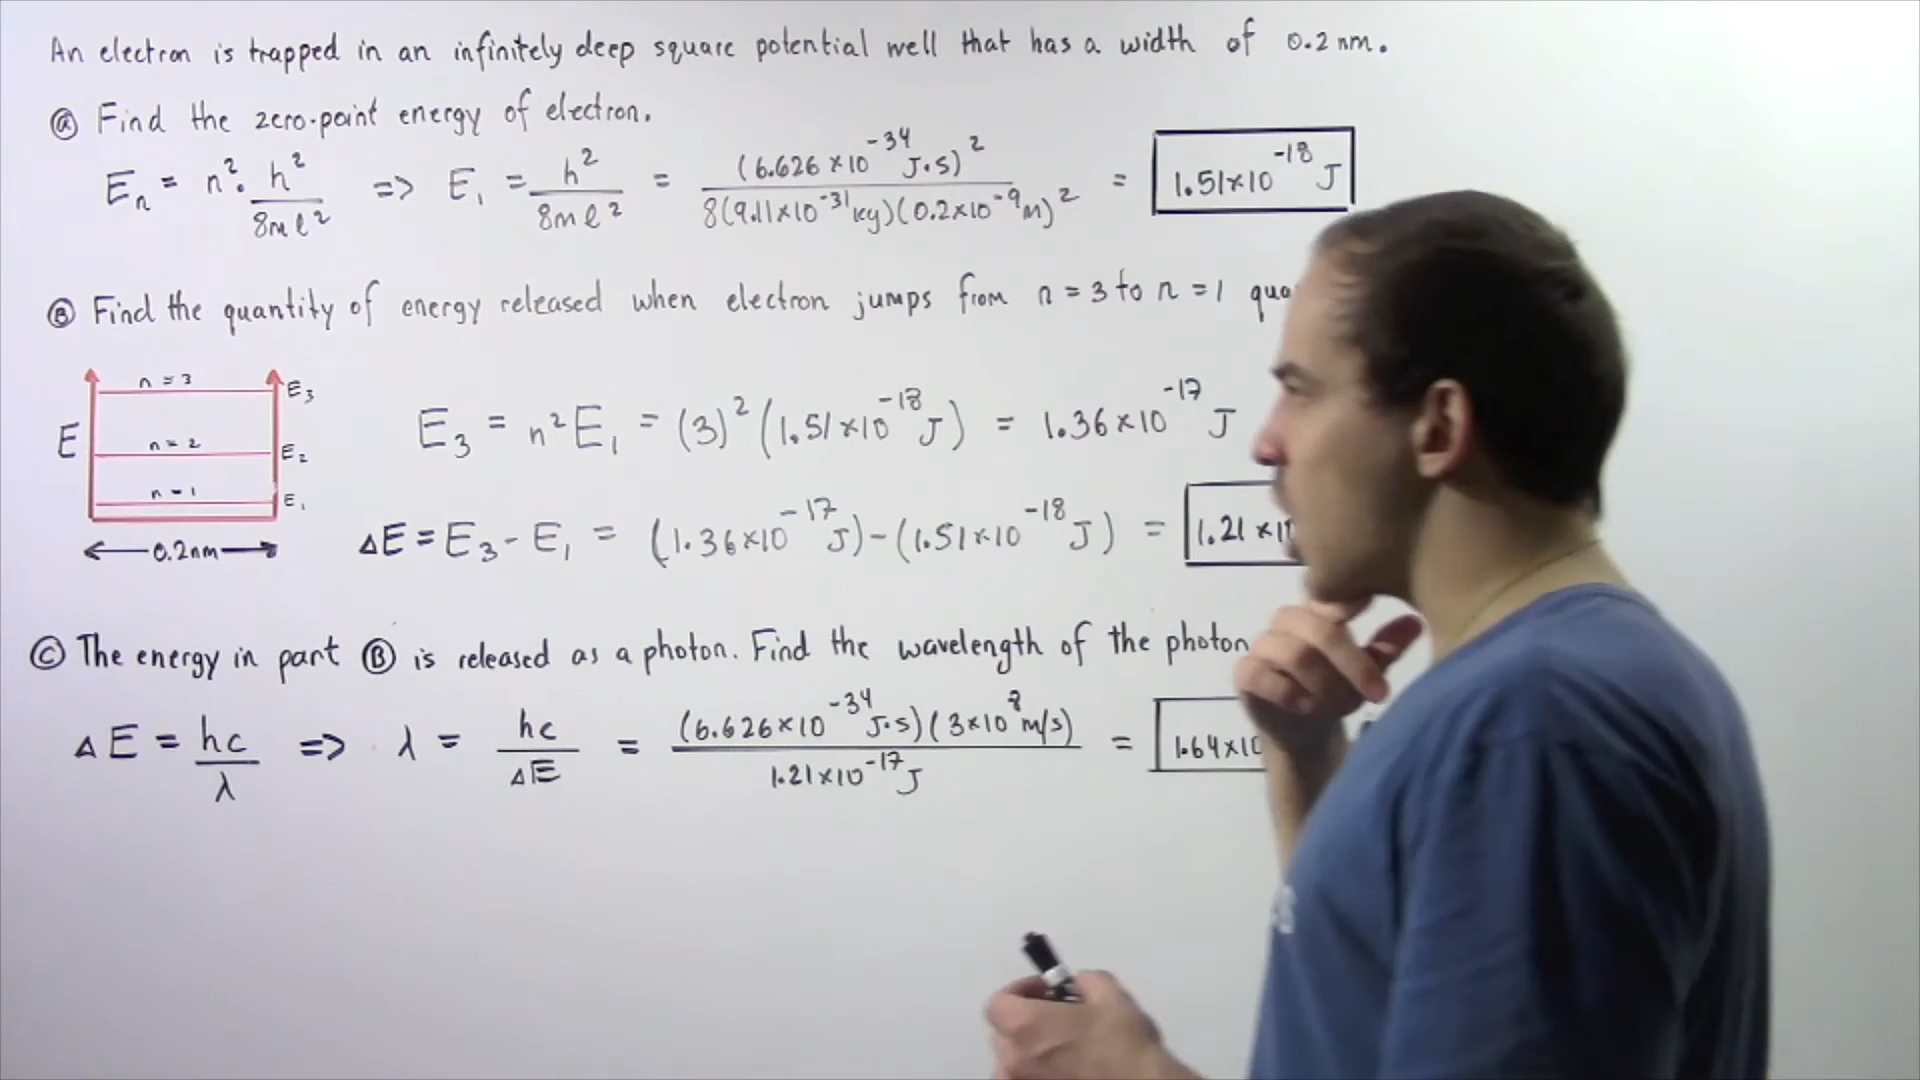 An electron is trapped in an infinitely deep square potential well that has a width of 0.2 nm.
Ⓐ Find the zero-point energy of electron.
Eₙ = n² · h²/8mℓ² => E₁ = h²/8mℓ² = (6.626×10⁻³⁴ J·s)²/8(9.11×10⁻³¹ kg)(0.2×10⁻⁹ m)² = 1.51×10⁻¹⁸ J
Ⓑ Find the quantity of energy released when electron jumps from n = 3 to n = 1
n = 3 E₃
E n = 2 E₂
n = 1 E₁
0.2nm
E₃ = n²E₁ = (3)²(1.51×10⁻¹⁸ J) = 1.36×10⁻¹⁷ J
ΔE = E₃ - E₁ = (1.36×10⁻¹⁷ J) - (1.51×10⁻¹⁸ J) = 1.21×1
Ⓒ The energy in part Ⓑ is released as a photon. Find the wavelength of the photon
ΔE = hc/λ => λ = hc/ΔE = (6.626×10⁻³⁴ J·s)(3×10⁸ m/s)/1.21×10⁻¹⁷ J = 1.64×10